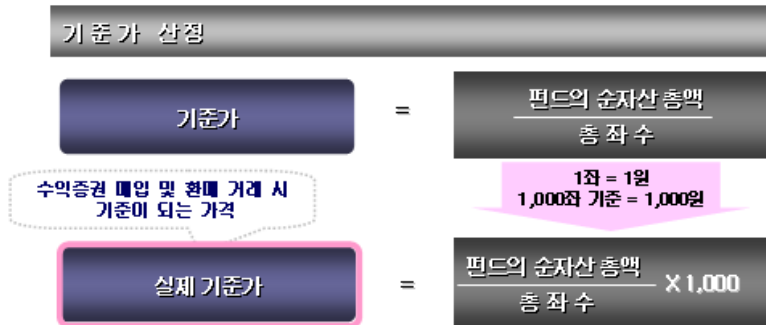 기준가 산정
기준가
=
펀드의 순자산 총액
총 좌 수
수익증권 매입 및 환매 거래 시
기준이 되는 가격
1좌 = 1원
1,000좌 기준 = 1,000원
실제 기준가
=
펀드의 순자산 총액
총 좌 수
X 1,000